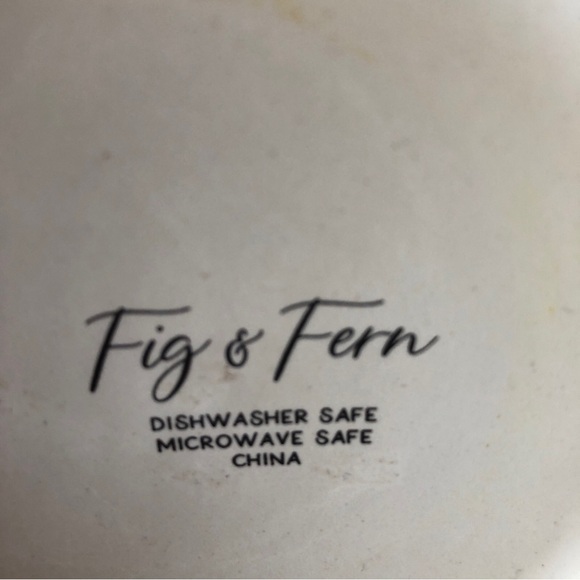 Fig & Fern
DISHWASHER SAFE
MICROWAVE SAFE
CHINA